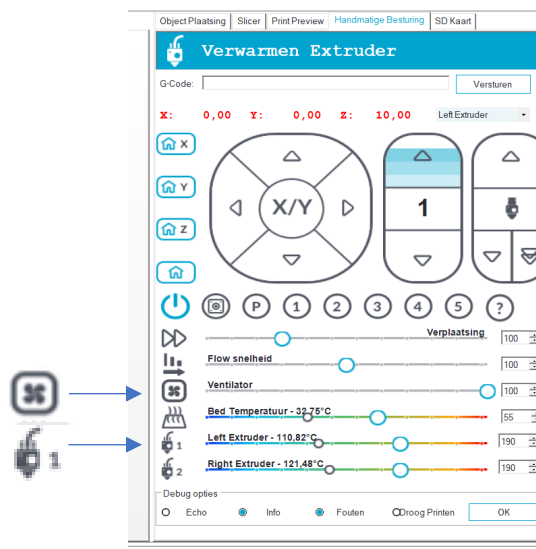 Object Plaatsing Slicer Print Preview Handmatige Besturing SD Kaart
Verwarmen Extruder
G-Code: Versturen
X: 0,00 Y: 0,00 Z: 10,00 Left Extruder
X
Y
X/Y 1
Z
P 1 2 3 4 5 ?
Verplaatsing 100
Flow snelheid 100
Ventilator 100
Bed Temperatuur - 32,75°C 55
1 1 Left Extruder - 110,82°C 190
2 Right Extruder - 121,48°C 190
Debug opties
Echo Info Fouten Droog Printen OK